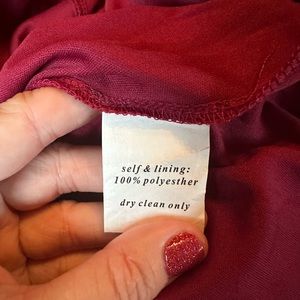 self & lining:
100% polyesther
dry clean only